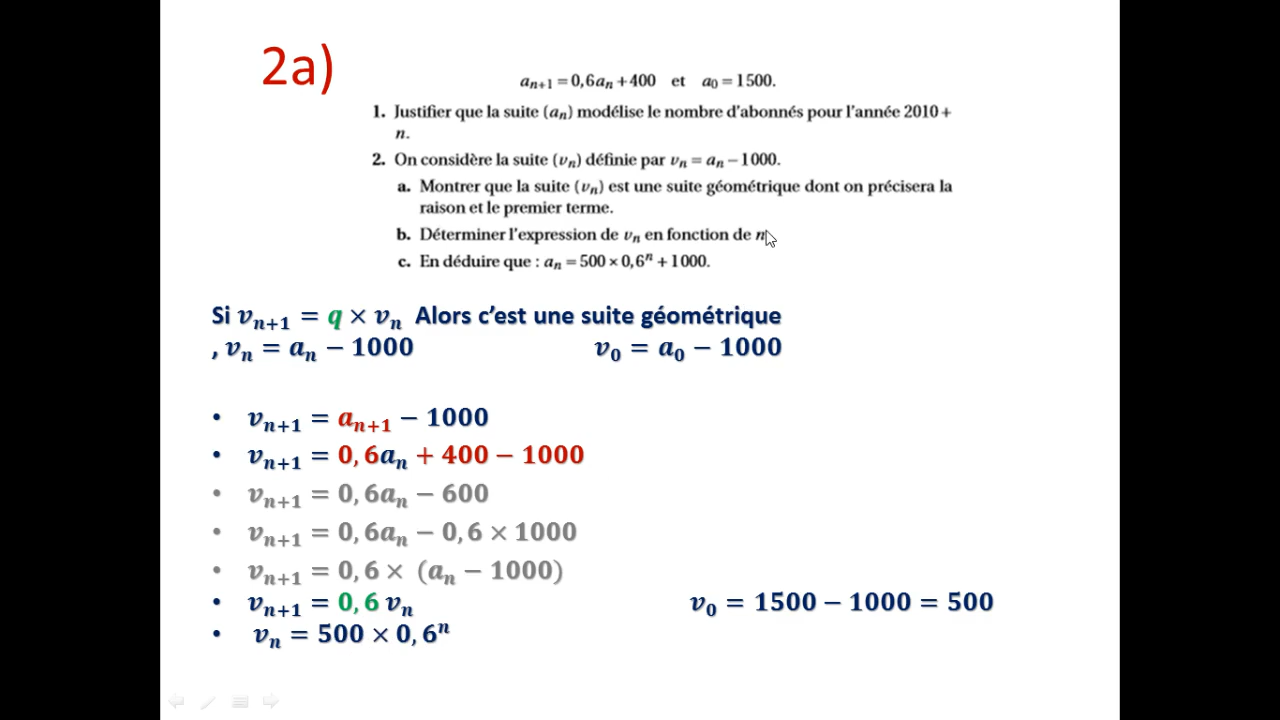 2a)
aₙ₊₁ = 0,6aₙ + 400 et a₀ = 1500.
1. Justifier que la suite (aₙ) modélise le nombre d'abonnés pour l'année 2010 +
n.
2. On considère la suite (vₙ) définie par vₙ = aₙ − 1000.
a. Montrer que la suite (vₙ) est une suite géométrique dont on précisera la
raison et le premier terme.
b. Déterminer l'expression de vₙ en fonction de n
c. En déduire que : aₙ = 500 × 0,6ⁿ + 1000.
Si vₙ₊₁ = q × vₙ Alors c'est une suite géométrique
, vₙ = aₙ − 1000 v₀ = a₀ − 1000
• vₙ₊₁ = aₙ₊₁ − 1000
• vₙ₊₁ = 0,6aₙ + 400 − 1000
• vₙ₊₁ = 0,6aₙ − 600
• vₙ₊₁ = 0,6aₙ − 0,6 × 1000
• vₙ₊₁ = 0,6 × (aₙ − 1000)
• vₙ₊₁ = 0,6 vₙ v₀ = 1500 − 1000 = 500
• vₙ = 500 × 0,6ⁿ